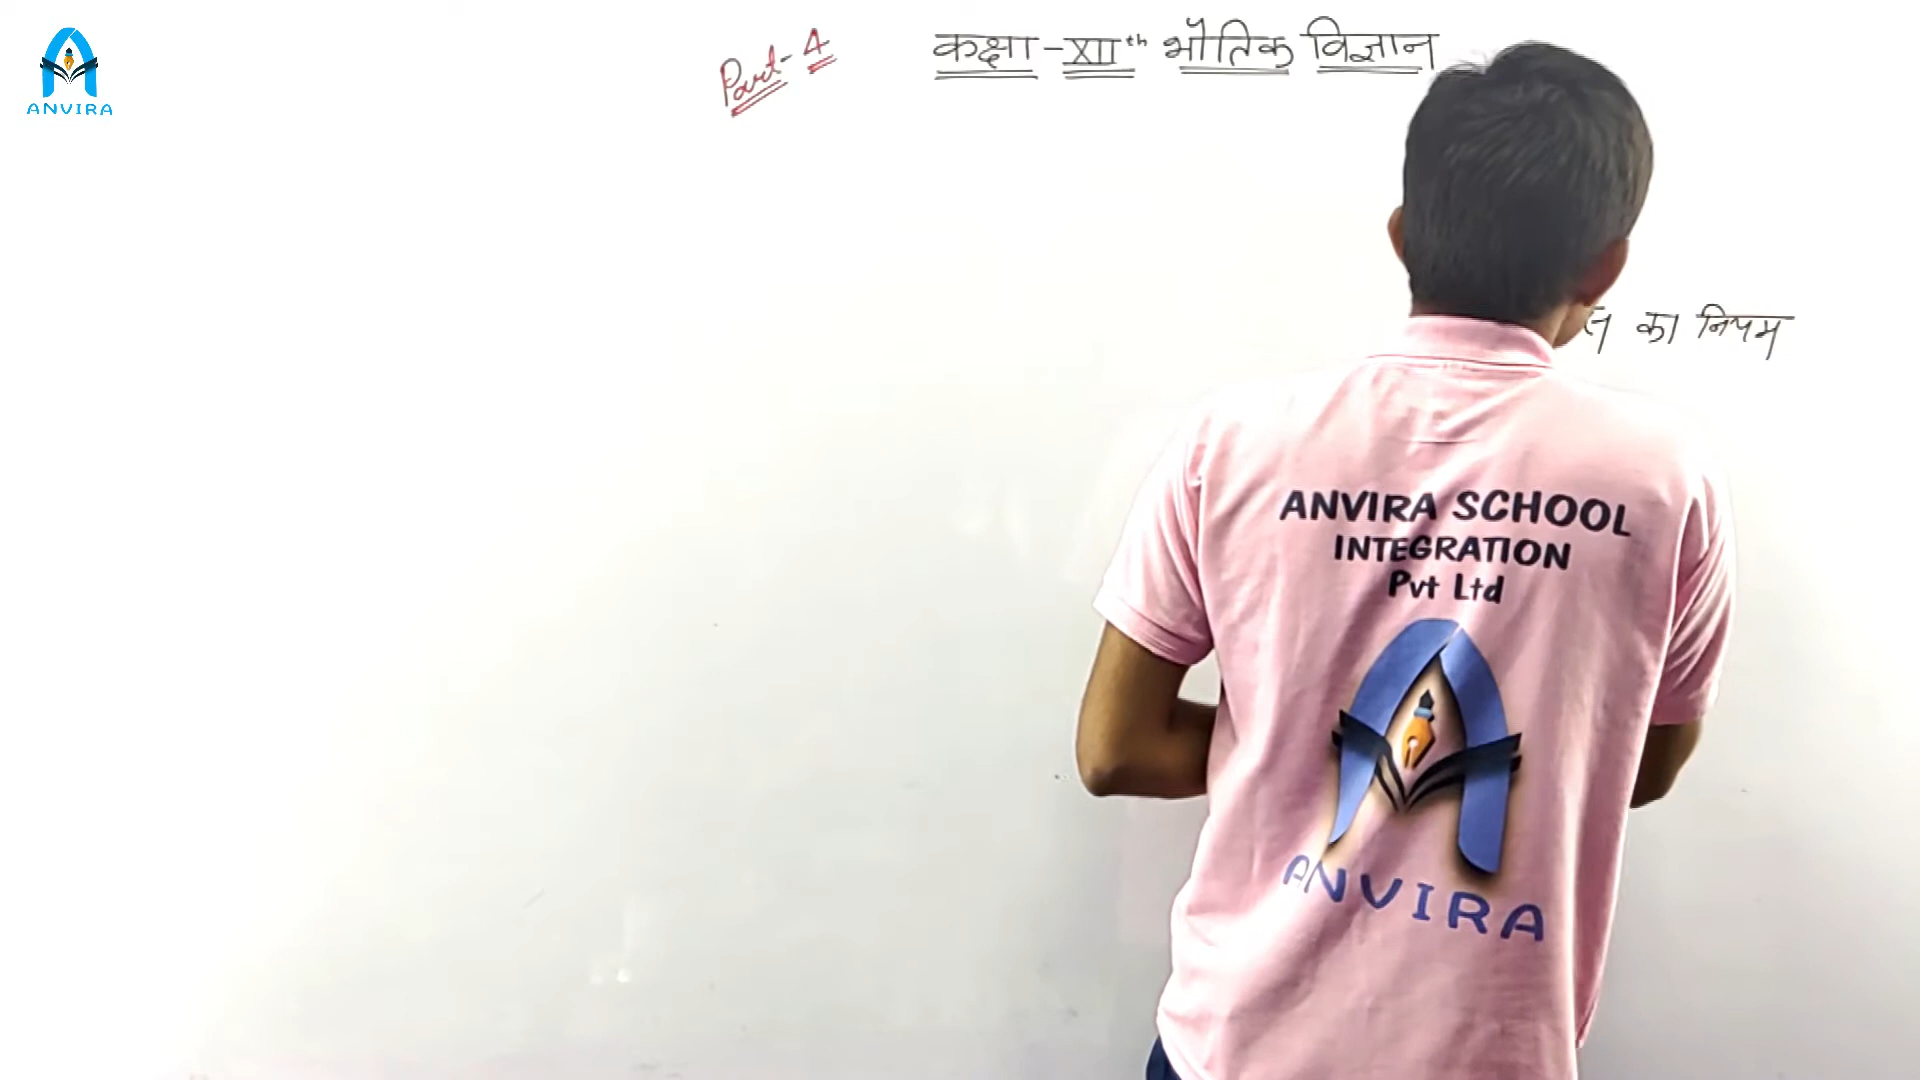 Part-4
कक्षा-XIIth भौतिक विज्ञान
का नियम
ANVIRA
ANVIRA SCHOOL
INTEGRATION
Pvt Ltd
ANVIRA